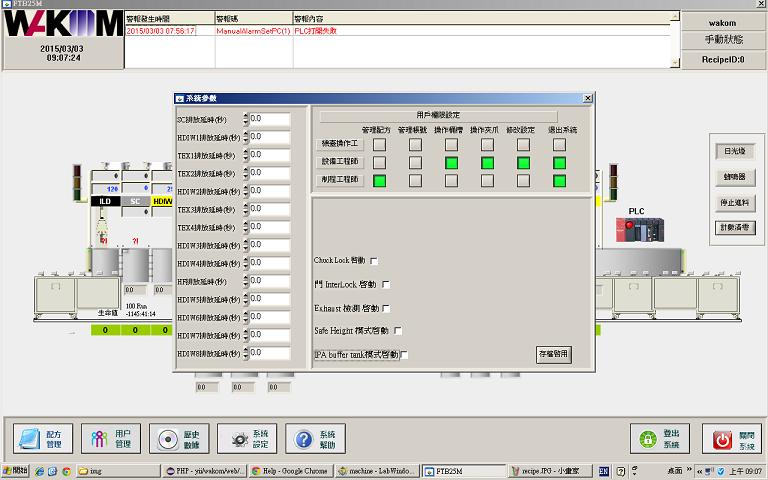 FTB25M
WAKOM
2015/03/03
09:07:24
警報發生時間 警報碼 警報內容
2015/03/03 07:56:17 ManualAlarmSetPC(1) PLC打開失敗
wakom
手動狀態
RecipeID:0
系統參數
SC排放延時(秒) 0.0
HDIW1排放延時(秒) 0.0
TEX1排放延時(秒) 0.0
TEX2排放延時(秒) 0.0
HDIW2排放延時(秒) 0.0
TEX3排放延時(秒) 0.0
TEX4排放延時(秒) 0.0
HDIW3排放延時(秒) 0.0
HDIW4排放延時(秒) 0.0
HF排放延時(秒) 0.0
HDIW5排放延時(秒) 0.0
HDIW6排放延時(秒) 0.0
HDIW7排放延時(秒) 0.0
HDIW8排放延時(秒) 0.0
用戶權限設定
管理配方 管理帳號 操作桶槽 操作夾爪 修改設定 退出系統
機臺操作工
設備工程師
制程工程師
Chuck Lock 啓動
門 InterLock 啓動
Exhaust 檢測 啓動
Safe Height 模式啓動
IPA buffer tank模式啓動
存檔啓用
日光燈
蜂鳴器
停止進料
計數清零
PLC
0 0
120 0 250
ILD SC HDIW
?! ?!
0.0 0.0
生命值 100 Run
-1145:41:14
0 0 0 0
0.0 0.0 0.0
配方管理
用戶管理
歷史數據
系統設定
系統幫助
登出系統
關閉系統
開始 img PHP - yii/wakom/web/... Help - Google Chrome machine - LabWindo... FTB25M recipe.JPG - 小畫家 EN 桌面 上午 09:07